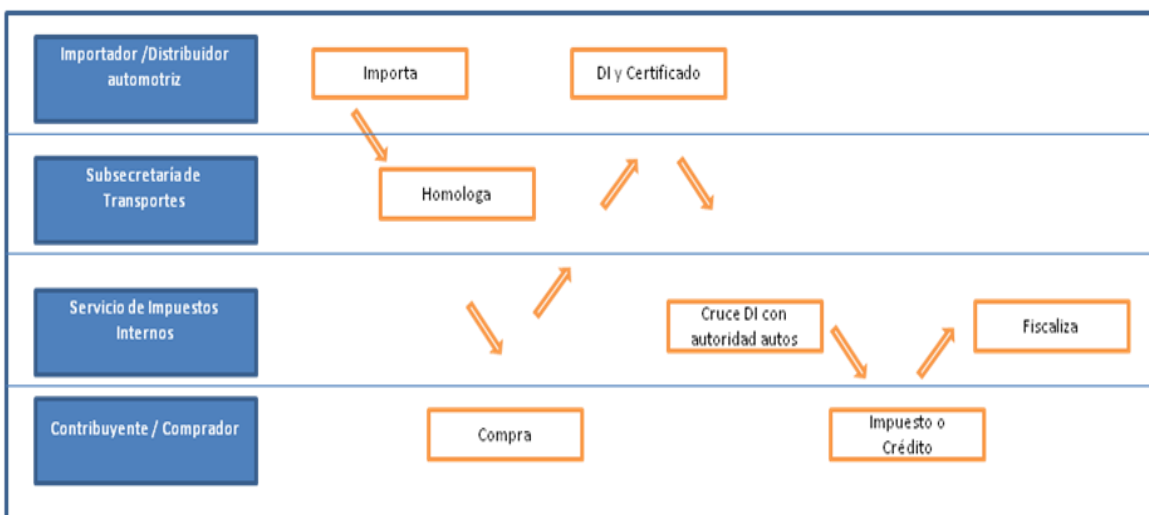 Importador /Distribuidor
automotriz
Importa
DI y Certificado
Subsecretaria de
Transportes
Homologa
Servicio de Impuestos
Internos
Cruce DI con
autoridad autos
Fiscaliza
Contribuyente / Comprador
Compra
Impuesto o
Crédito